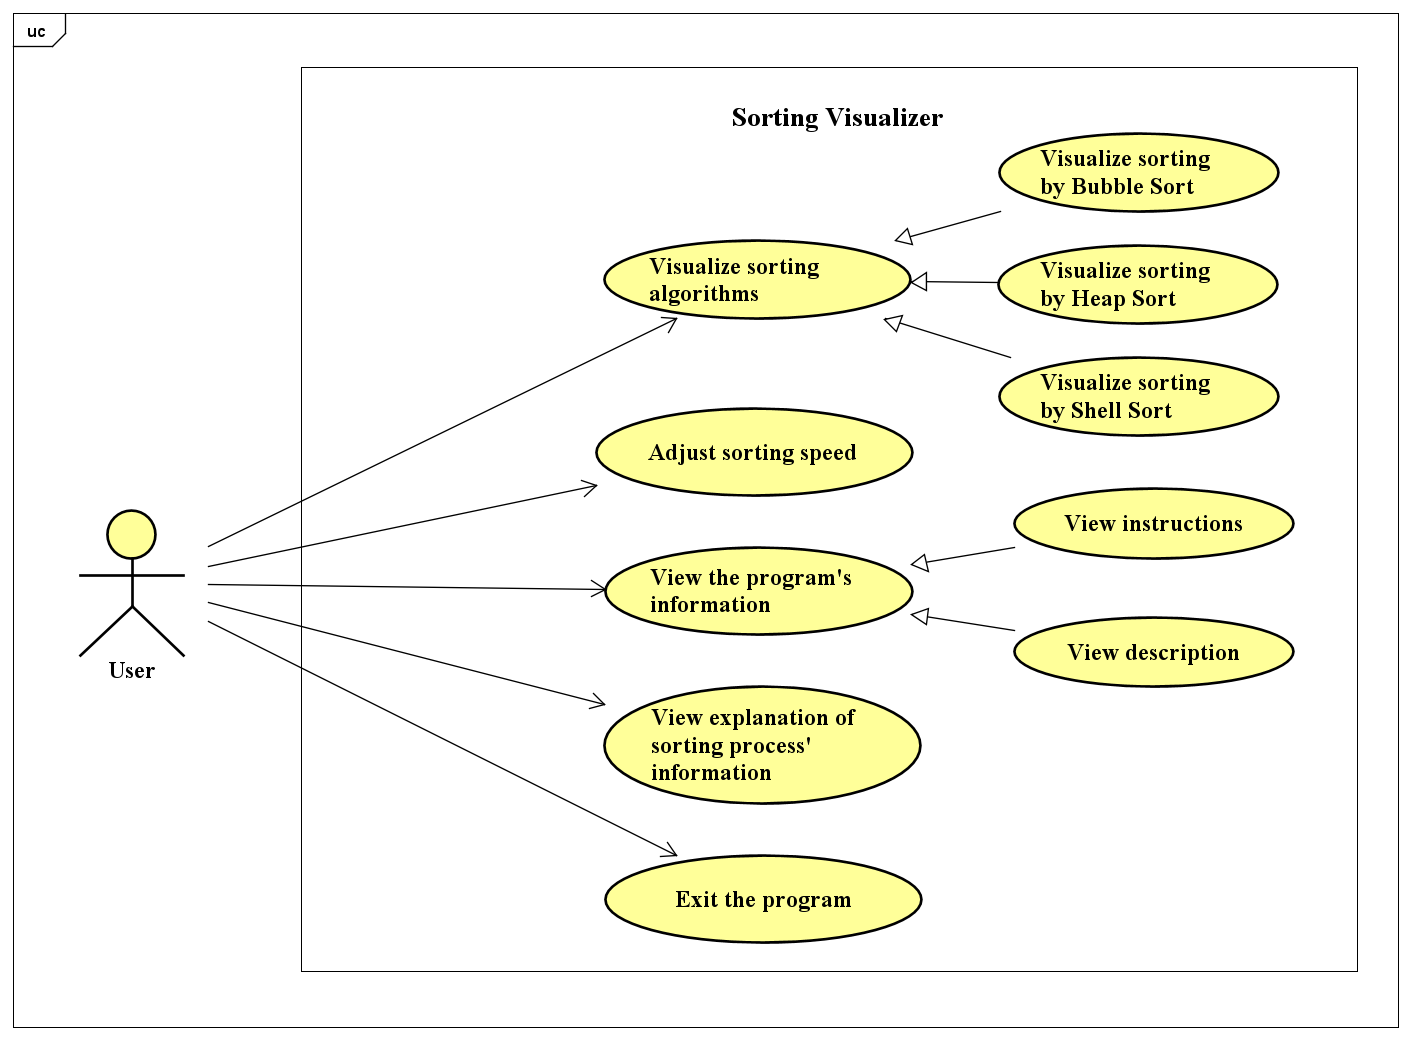 uc
Sorting Visualizer
Visualize sorting
by Bubble Sort
Visualize sorting
algorithms
Visualize sorting
by Heap Sort
Visualize sorting
by Shell Sort
Adjust sorting speed
View instructions
View the program's
information
View description
User
View explanation of
sorting process'
information
Exit the program